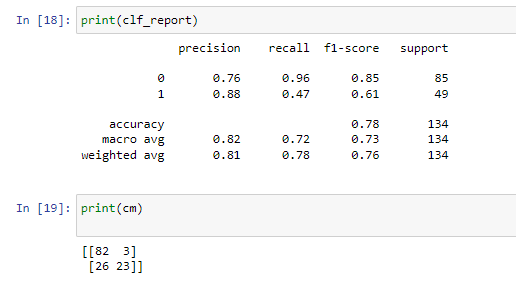 In [18]: print(clf_report)
precision recall f1-score support
0 0.76 0.96 0.85 85
1 0.88 0.47 0.61 49
accuracy 0.78 134
macro avg 0.82 0.72 0.73 134
weighted avg 0.81 0.78 0.76 134
In [19]: print(cm)
[[82 3]
[26 23]]